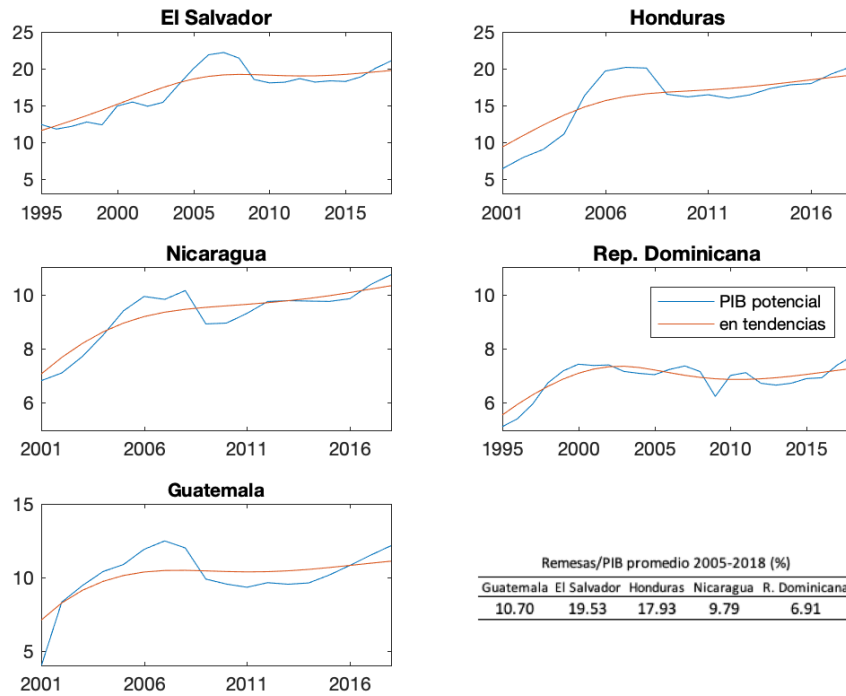 El Salvador
25
20
15
10
5
1995 2000 2005 2010 2015
Honduras
25
20
15
10
5
2001 2006 2011 2016
Nicaragua
10
8
6
2001 2006 2011 2016
Rep. Dominicana
PIB potencial
en tendencias
10
8
6
1995 2000 2005 2010 2015
Guatemala
15
10
5
2001 2006 2011 2016
Remesas/PIB promedio 2005-2018 (%)
Guatemala El Salvador Honduras Nicaragua R. Dominicana
10.70 19.53 17.93 9.79 6.91